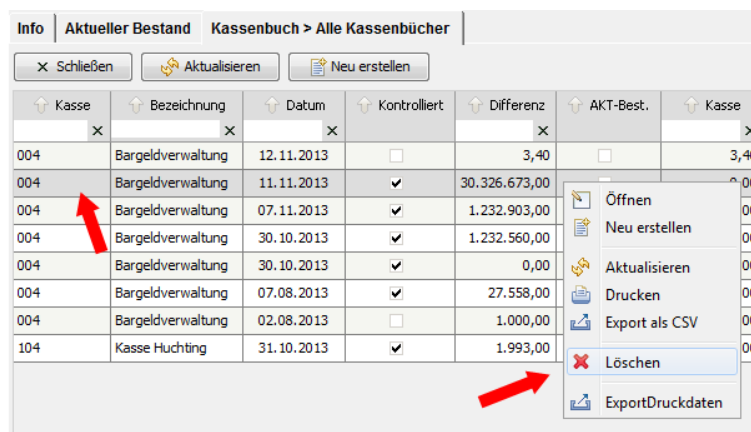 Info Aktueller Bestand Kassenbuch > Alle Kassenbücher
Schließen Aktualisieren Neu erstellen
Kasse Bezeichnung Datum Kontrolliert Differenz AKT-Best. Kasse
004 Bargeldverwaltung 12.11.2013 3,40
004 Bargeldverwaltung 11.11.2013 30.326.673,00
004 Bargeldverwaltung 07.11.2013 1.232.903,00
004 Bargeldverwaltung 30.10.2013 1.232.560,00
004 Bargeldverwaltung 30.10.2013 0,00
004 Bargeldverwaltung 07.08.2013 27.558,00
004 Bargeldverwaltung 02.08.2013 1.000,00
104 Kasse Huchting 31.10.2013 1.993,00
Öffnen
Neu erstellen
Aktualisieren
Drucken
Export als CSV
Löschen
ExportDruckdaten